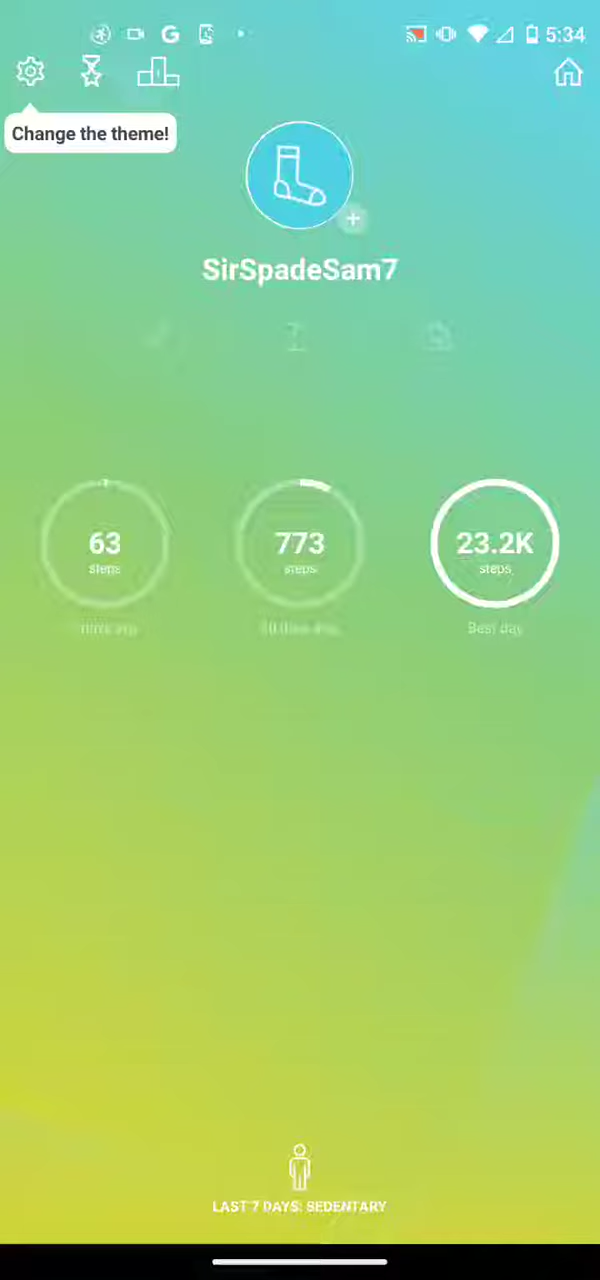 5:34
Change the theme!
SirSpadeSam7
63
steps
773
steps
23.2K
steps
Best day
LAST 7 DAYS: SEDENTARY